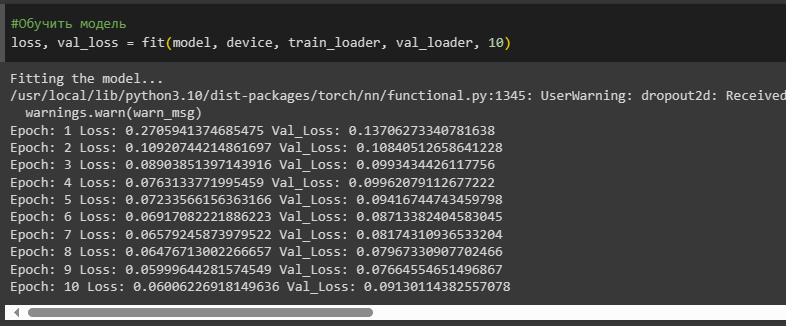 #Обучить модель
loss, val_loss = fit(model, device, train_loader, val_loader, 10)
Fitting the model...
/usr/local/lib/python3.10/dist-packages/torch/nn/functional.py:1345: UserWarning: dropout2d: Received
warnings.warn(warn_msg)
Epoch: 1 Loss: 0.2705941374685475 Val_Loss: 0.13706273340781638
Epoch: 2 Loss: 0.10920744214861697 Val_Loss: 0.10840512658641228
Epoch: 3 Loss: 0.08903851397143916 Val_Loss: 0.0993434426117756
Epoch: 4 Loss: 0.0763133771995459 Val_Loss: 0.09962079112677222
Epoch: 5 Loss: 0.07233566156363166 Val_Loss: 0.09416744743459798
Epoch: 6 Loss: 0.06917082221886223 Val_Loss: 0.08713382404583045
Epoch: 7 Loss: 0.06579245873979522 Val_Loss: 0.08174310936533204
Epoch: 8 Loss: 0.06476713002266657 Val_Loss: 0.07967330907702466
Epoch: 9 Loss: 0.05999644281574549 Val_Loss: 0.07664554651496867
Epoch: 10 Loss: 0.06006226918149636 Val_Loss: 0.09130114382557078